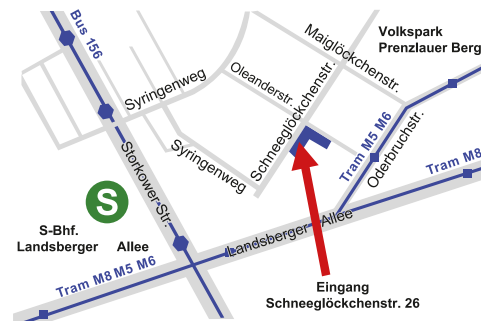 Bus 156
Volkspark
Prenzlauer Berg
Maiglöckchenstr.
Oleanderstr.
Syringenweg
Schneeglöckchenstr.
Tram M5 M6
Oderbruchstr.
Storkower Str.
Syringenweg
Tram M8
S
S-Bhf.
Landsberger Allee
Landsberger Allee
Tram M8 M5 M6
Eingang
Schneeglöckchenstr. 26